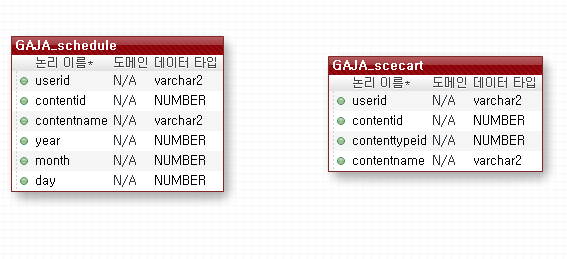 GAJA_schedule
논리 이름* 도메인 데이터 타입
userid N/A varchar2
contentid N/A NUMBER
contentname N/A varchar2
year N/A NUMBER
month N/A NUMBER
day N/A NUMBER
GAJA_scecart
논리 이름* 도메인 데이터 타입
userid N/A varchar2
contentid N/A NUMBER
contenttypeid N/A NUMBER
contentname N/A varchar2